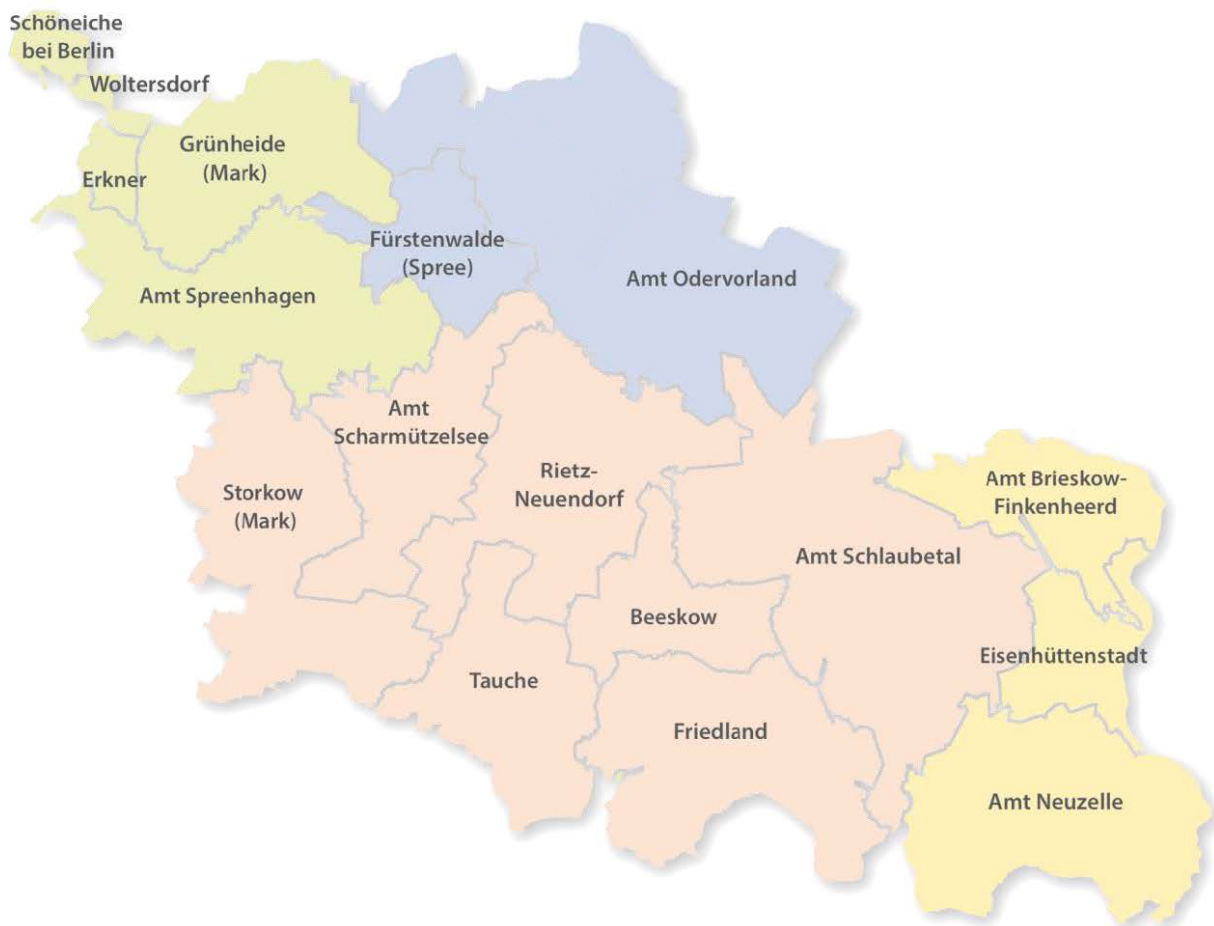 Schöneiche
bei Berlin
Woltersdorf
Grünheide
(Mark)
Erkner
Fürstenwalde
(Spree)
Amt Odervorland
Amt Spreenhagen
Amt
Scharmützelsee
Rietz-
Neuendorf
Storkow
(Mark)
Amt Brieskow-
Finkenheerd
Amt Schlaubetal
Beeskow
Eisenhüttenstadt
Tauche
Friedland
Amt Neuzelle